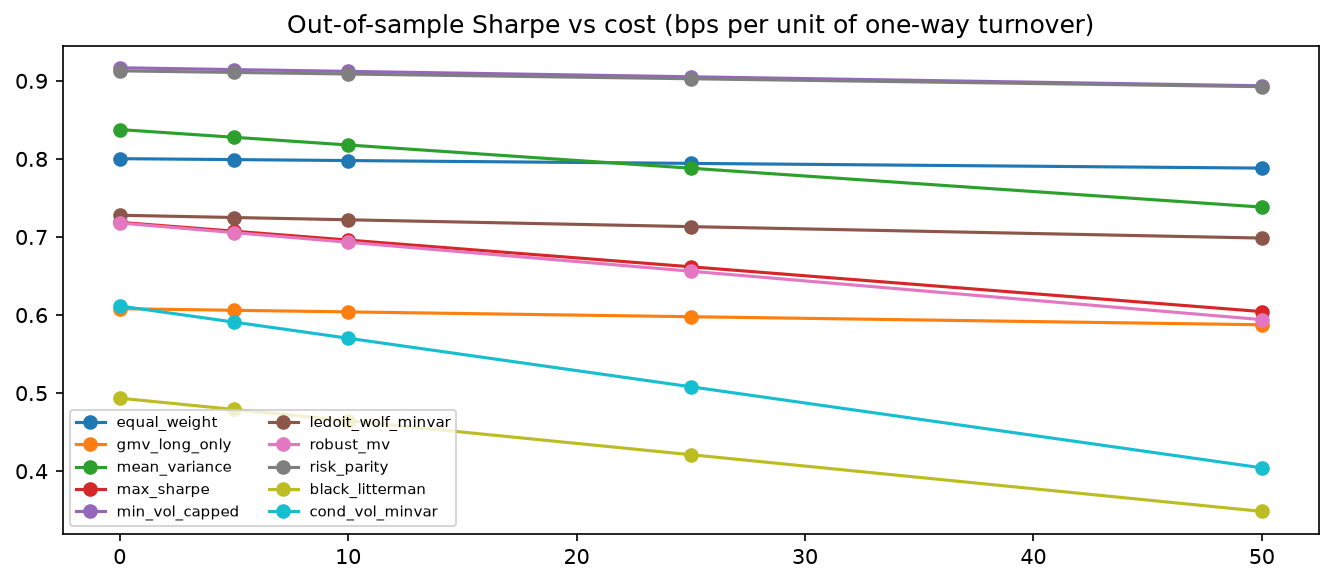 Out-of-sample Sharpe vs cost (bps per unit of one-way turnover)
0.9
0.8
0.7
0.6
0.5
0.4
equal_weight
gmv_long_only
mean_variance
max_sharpe
min_vol_capped
ledoit_wolf_minvar
robust_mv
risk_parity
black_litterman
cond_vol_minvar
0 10 20 30 40 50